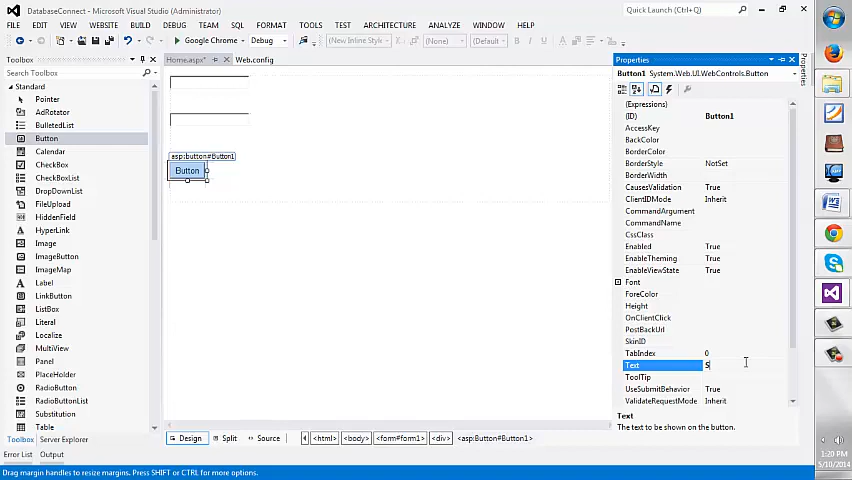 DatabaseConnect - Microsoft Visual Studio (Administrator)
Quick Launch (Ctrl+Q)
FILE EDIT VIEW WEBSITE BUILD DEBUG TEAM SQL FORMAT TOOLS TEST ARCHITECTURE ANALYZE WINDOW HELP
Google Chrome Debug (New Inline Style) (None) (Default)
Toolbox
Search Toolbox
Standard
Pointer
AdRotator
BulletedList
Button
Calendar
CheckBox
CheckBoxList
DropDownList
FileUpload
HiddenField
HyperLink
Image
ImageButton
ImageMap
Label
LinkButton
ListBox
Literal
Localize
MultiView
Panel
PlaceHolder
RadioButton
RadioButtonList
Substitution
Table
Toolbox Server Explorer
Error List Output
Home.aspx* Web.config
asp:button#Button1
Button
Design Split Source <html> <body> <form#form1> <div> <asp:Button#Button1>
Properties
Button1 System.Web.UI.WebControls.Button
(Expressions)
(ID) Button1
AccessKey
BackColor
BorderColor
BorderStyle NotSet
BorderWidth
CausesValidation True
ClientIDMode Inherit
CommandArgument
CommandName
CssClass
Enabled True
EnableTheming True
EnableViewState True
Font
ForeColor
Height
OnClientClick
PostBackUrl
SkinID
TabIndex 0
Text S
ToolTip
UseSubmitBehavior True
ValidateRequestMode Inherit
Text
The text to be shown on the button.
Properties
Drag margin handles to resize margins. Press SHIFT or CTRL for more options.
1:20 PM
5/10/2014